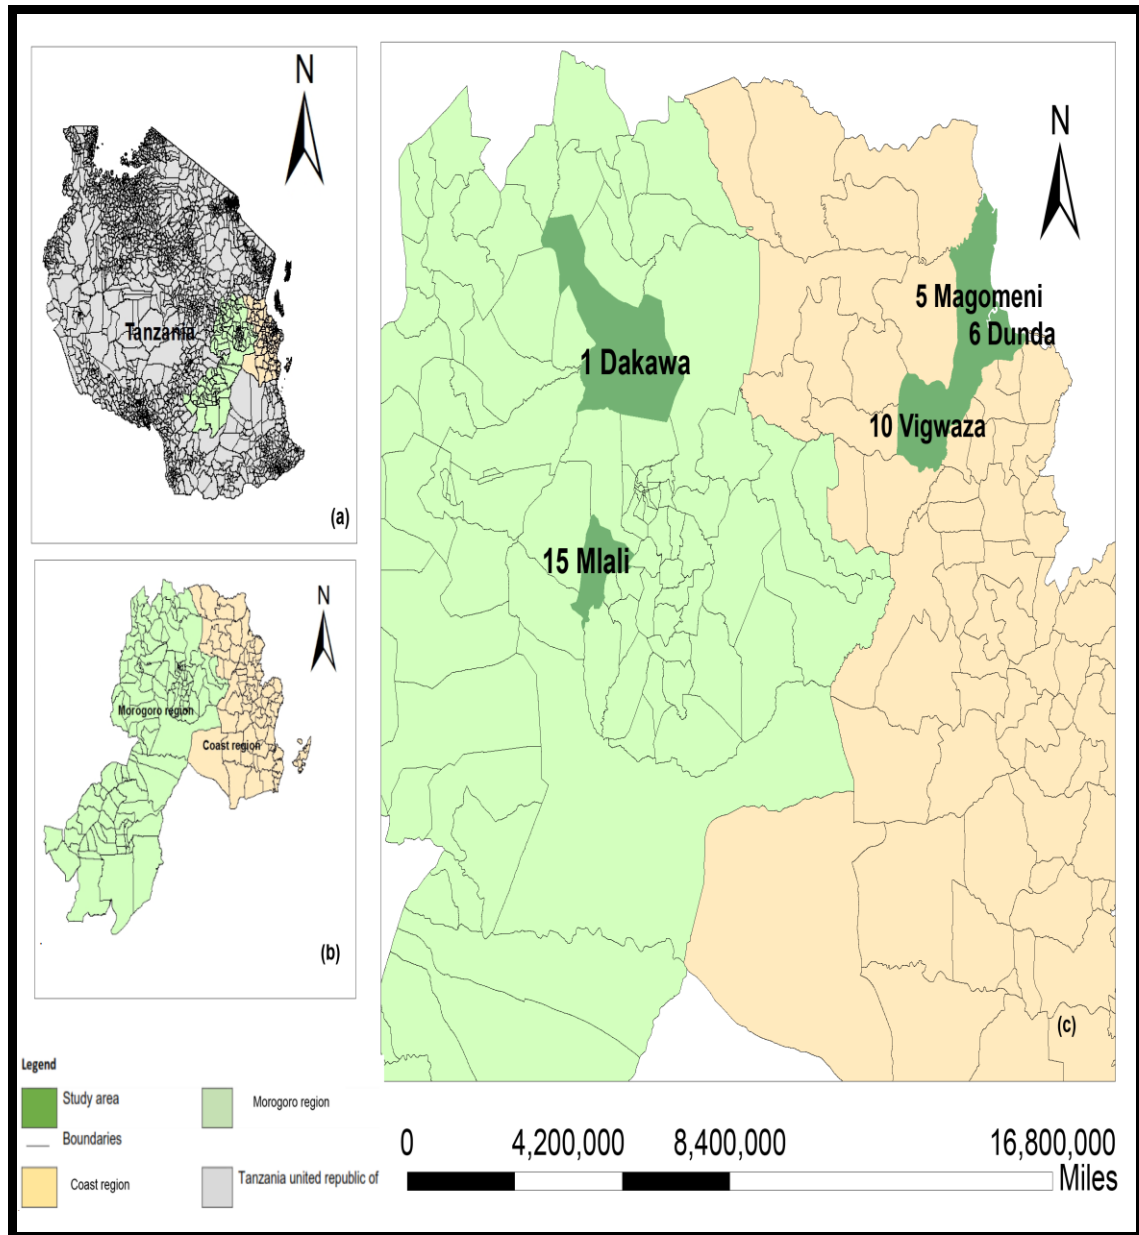 N
Tanzania
(a)
N
Morogoro region
Coast region
(b)
N
5 Magomeni
6 Dunda
1 Dakawa
10 Vigwaza
15 Mlali
(c)
Legend
Study area
Morogoro region
Boundaries
Coast region
Tanzania united republic of
0 4,200,000 8,400,000 16,800,000
Miles